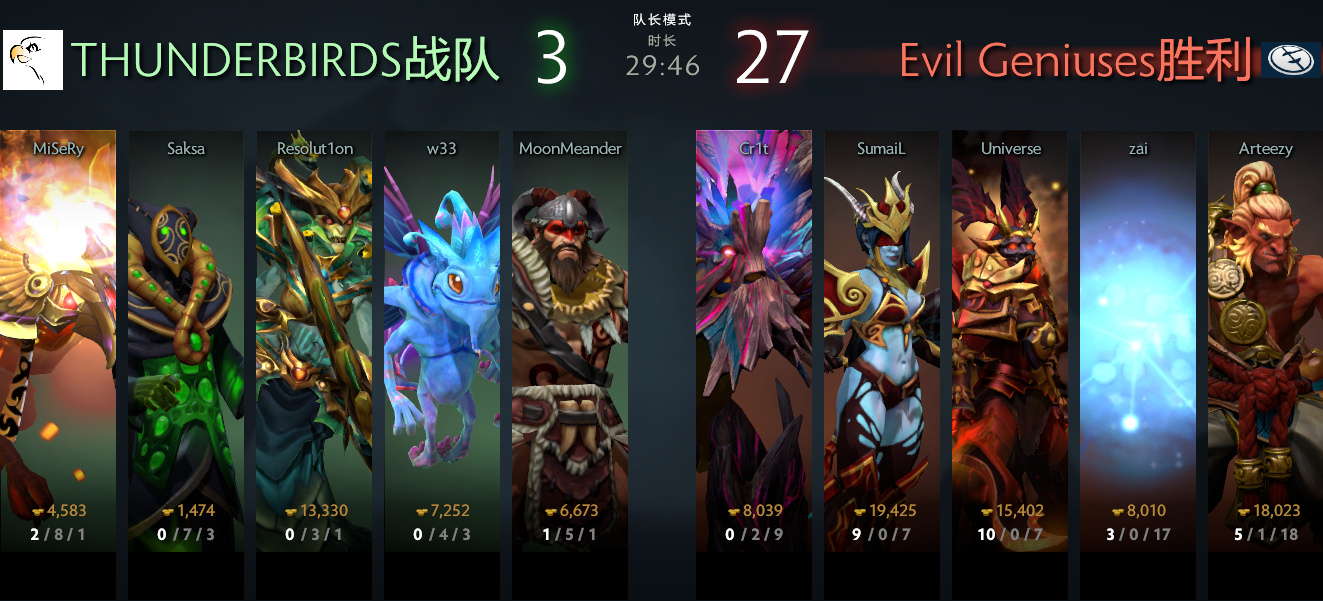 THUNDERBIRDS战队
3
队长模式
时长
29:46
27
Evil Geniuses胜利
MiSeRy
Saksa
Resolut1on
w33
MoonMeander
Cr1t
SumaiL
Universe
zai
Arteezy
4,583
1,474
13,330
7,252
6,673
8,039
19,425
15,402
8,010
18,023
2 / 8 / 1
0 / 7 / 3
0 / 3 / 1
0 / 4 / 3
1 / 5 / 1
0 / 2 / 9
9 / 0 / 7
10 / 0 / 7
3 / 0 / 17
5 / 1 / 18